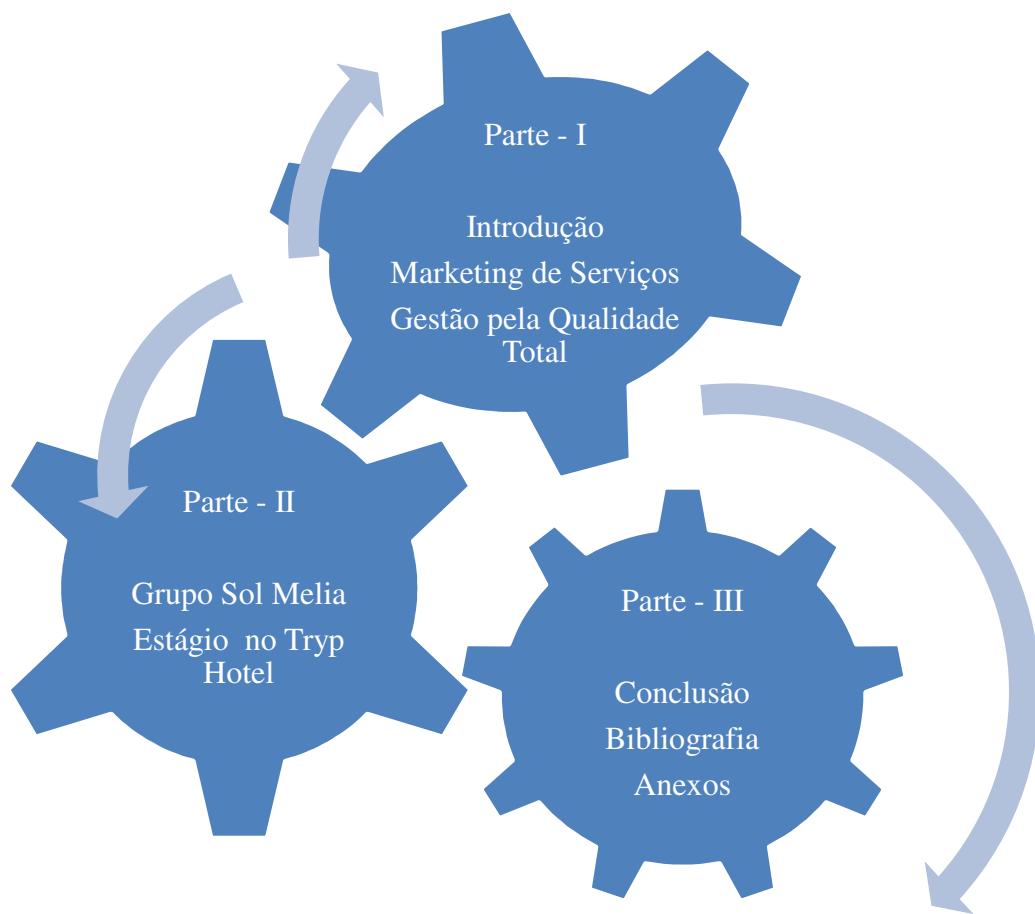 Parte - I
Introdução
Marketing de Serviços
Gestão pela Qualidade
Total
Parte - II
Grupo Sol Melia
Estágio no Tryp
Hotel
Parte - III
Conclusão
Bibliografia
Anexos